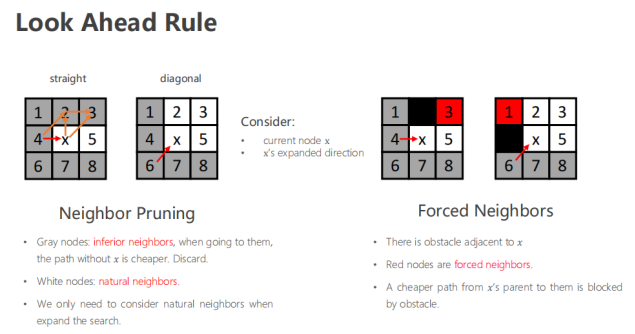 Look Ahead Rule
straight
diagonal
1 2 3
4 x 5
6 7 8
1 2 3
4 x 5
6 7 8
Consider:
• current node x
• x's expanded direction
1 3
4 x 5
6 7 8
1 2 3
x 5
6 7 8
Neighbor Pruning
• Gray nodes: inferior neighbors, when going to them,
the path without x is cheaper. Discard.
• White nodes: natural neighbors.
• We only need to consider natural neighbors when
expand the search.
Forced Neighbors
• There is obstacle adjacent to x
• Red nodes are forced neighbors.
• A cheaper path from x's parent to them is blocked
by obstacle.